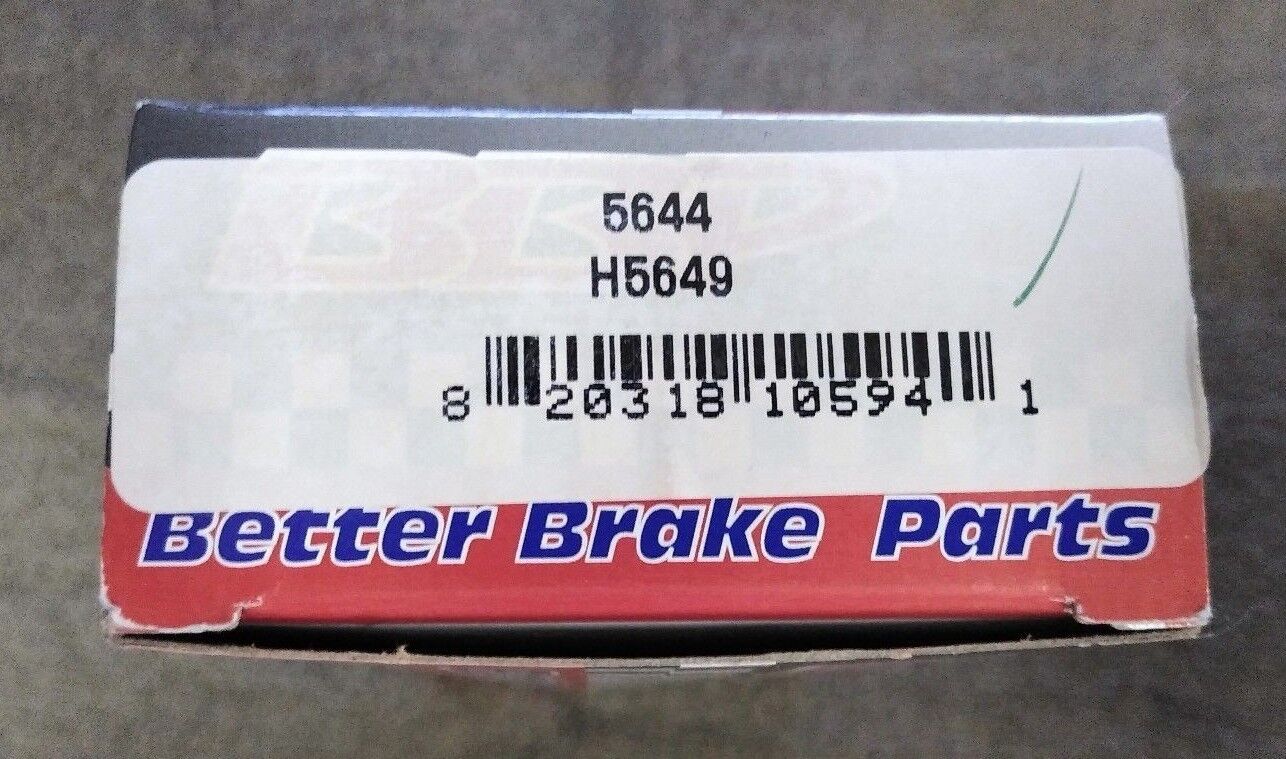 5644
H5649
8 20318 10594 1
Better Brake Parts